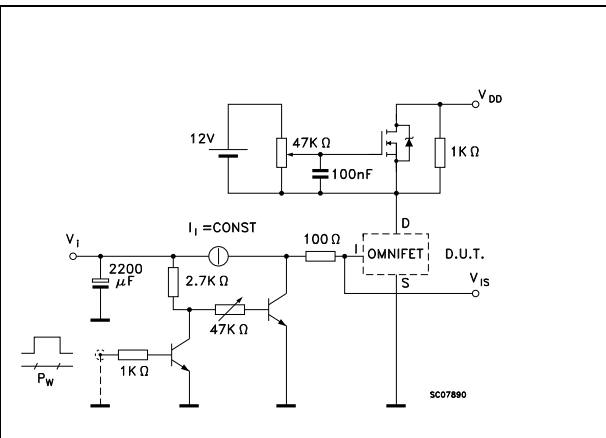 V DD
12V
47K Ω
1K Ω
100nF
D
I I =CONST
V i
100 Ω
I
OMNIFET
D.U.T.
2200
μF
2.7K Ω
S
V IS
47K Ω
1K Ω
P W
SC07890